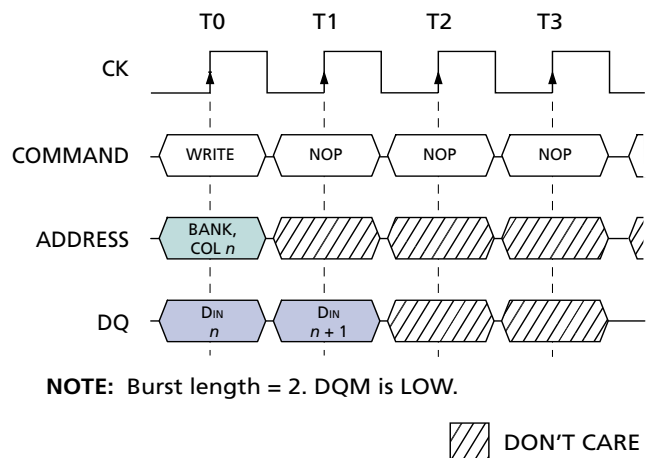 T0 T1 T2 T3
CK
COMMAND WRITE NOP NOP NOP
ADDRESS BANK, COL n
DQ DIN n DIN n + 1
NOTE: Burst length = 2. DQM is LOW.
DON'T CARE